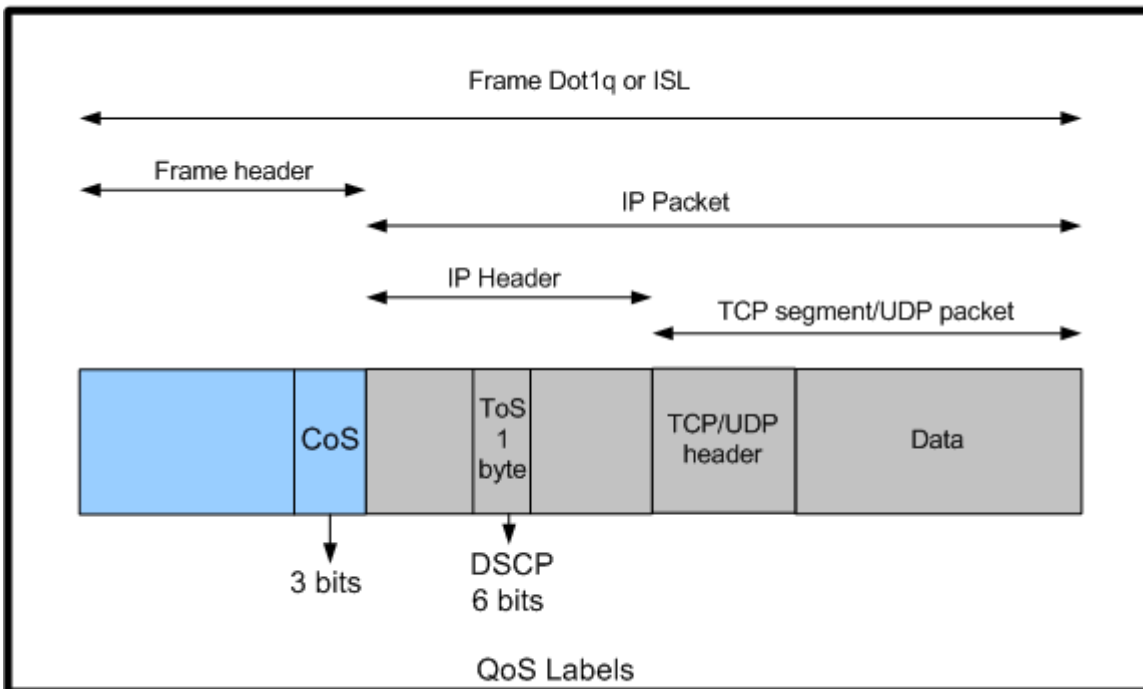 Frame Dot1q or ISL
Frame header
IP Packet
IP Header
TCP segment/UDP packet
CoS
ToS
1
byte
TCP/UDP
header
Data
3 bits
DSCP
6 bits
QoS Labels